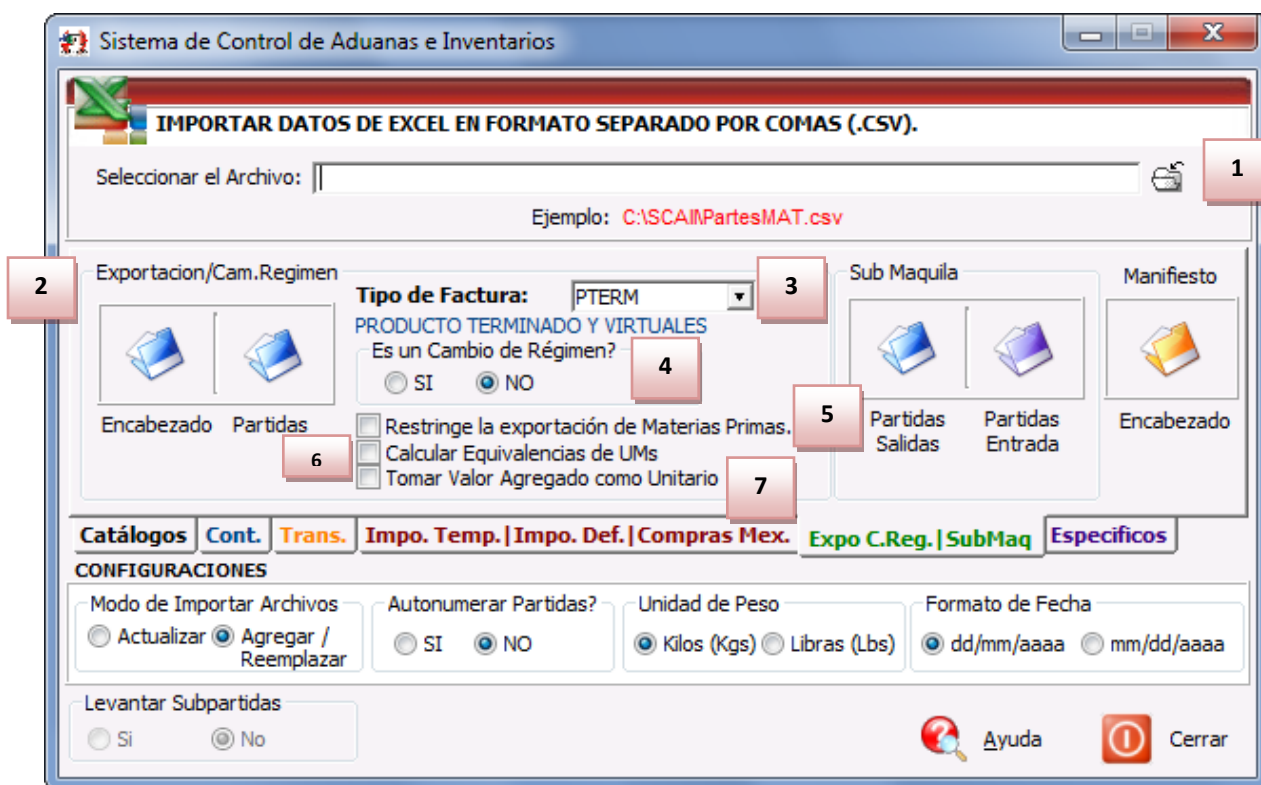 Sistema de Control de Aduanas e Inventarios
IMPORTAR DATOS DE EXCEL EN FORMATO SEPARADO POR COMAS (.CSV).
Seleccionar el Archivo:
1
Ejemplo: C:\SCAII\PartesMAT.csv
2
Exportacion/Cam.Regimen
Tipo de Factura: PTERM
3
PRODUCTO TERMINADO Y VIRTUALES
Es un Cambio de Régimen?
SI NO
4
Encabezado Partidas
Restringe la exportación de Materias Primas.
Calcular Equivalencias de UMs
Tomar Valor Agregado como Unitario
6
7
Sub Maquila
5
Partidas Salidas
Partidas Entrada
Manifiesto
Encabezado
Catálogos Cont. Trans. Impo. Temp.|Impo. Def.|Compras Mex. Expo C.Reg.|SubMaq Especificos
CONFIGURACIONES
Modo de Importar Archivos
Actualizar Agregar /
Reemplazar
Autonumerar Partidas?
SI NO
Unidad de Peso
Kilos (Kgs) Libras (Lbs)
Formato de Fecha
dd/mm/aaaa mm/dd/aaaa
Levantar Subpartidas
Si No
Ayuda
Cerrar